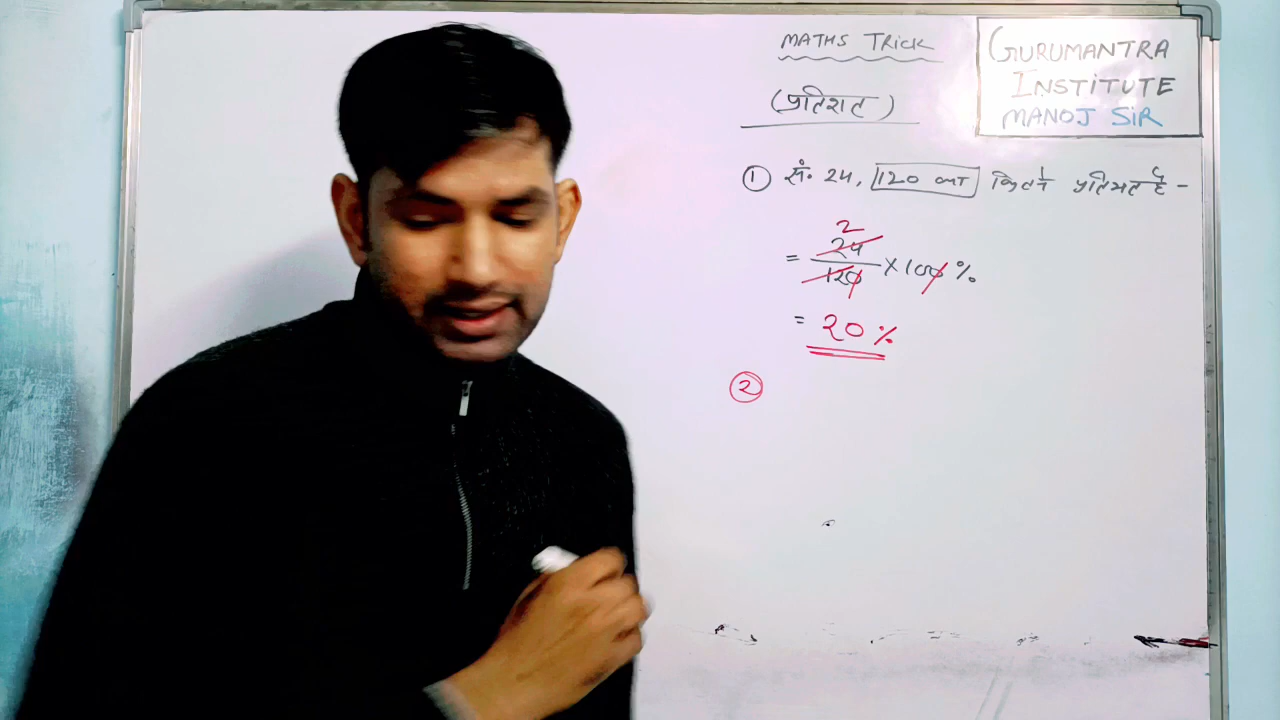 MATHS TRICK
(प्रतिशत)
GURUMANTRA
INSTITUTE
MANOJ SIR
① सं. 24, 120 का कितने प्रतिशत है -
2
= 24/120 × 100 %
= 20 %
②